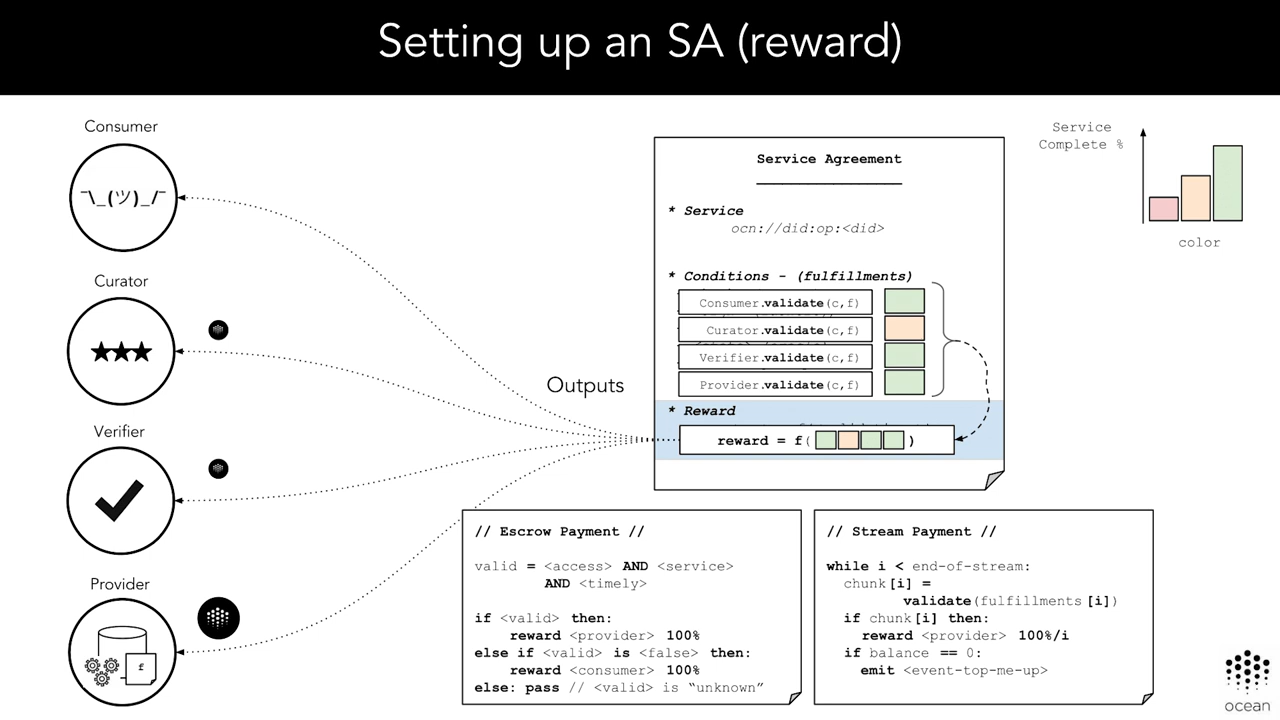 Setting up an SA (reward)
Consumer
¯\_(ツ)_/¯
Curator
Verifier
Provider
f
Outputs
Service Agreement
* Service
ocn://did:op:<did>
* Conditions - (fulfillments)
Consumer.validate(c,f)
Curator.validate(c,f)
Verifier.validate(c,f)
Provider.validate(c,f)
* Reward
reward = f( )
Service
Complete %
color
// Escrow Payment //
valid = <access> AND <service>
AND <timely>
if <valid> then:
reward <provider> 100%
else if <valid> is <false> then:
reward <consumer> 100%
else: pass // <valid> is “unknown”
// Stream Payment //
while i < end-of-stream:
chunk[i] =
validate(fulfillments[i])
if chunk[i] then:
reward <provider> 100%/i
if balance == 0:
emit <event-top-me-up>
ocean